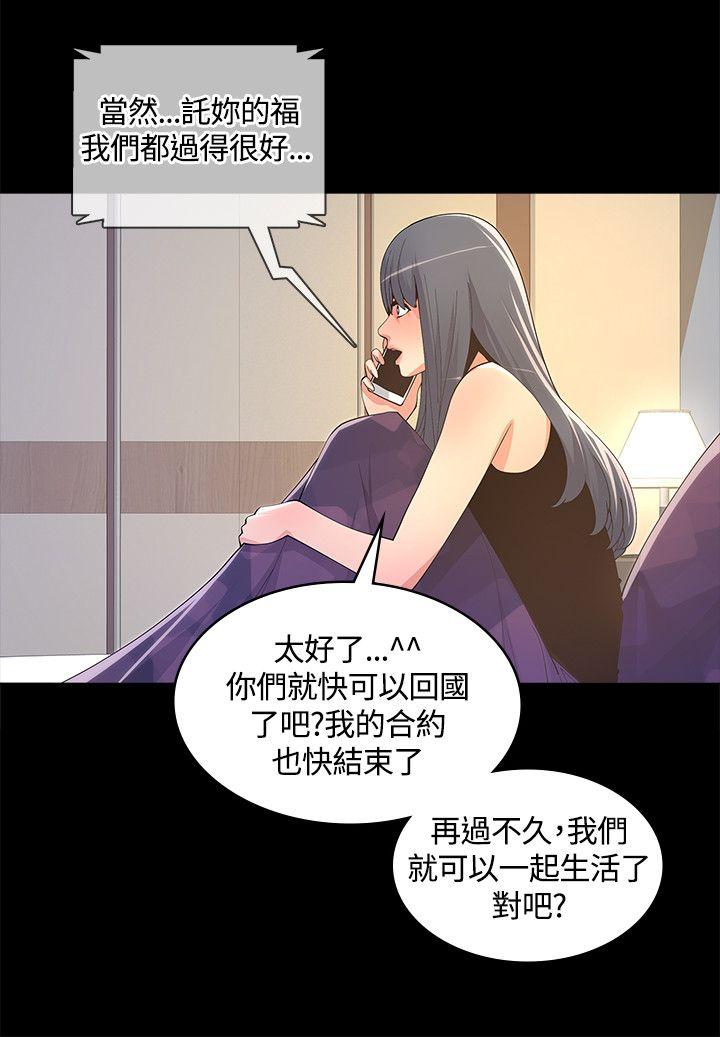 當然...託妳的福
我們都過得很好...
太好了...^^
你們就快可以回國
了吧?我的合約
也快結束了
再過不久,我們
就可以一起生活了
對吧?